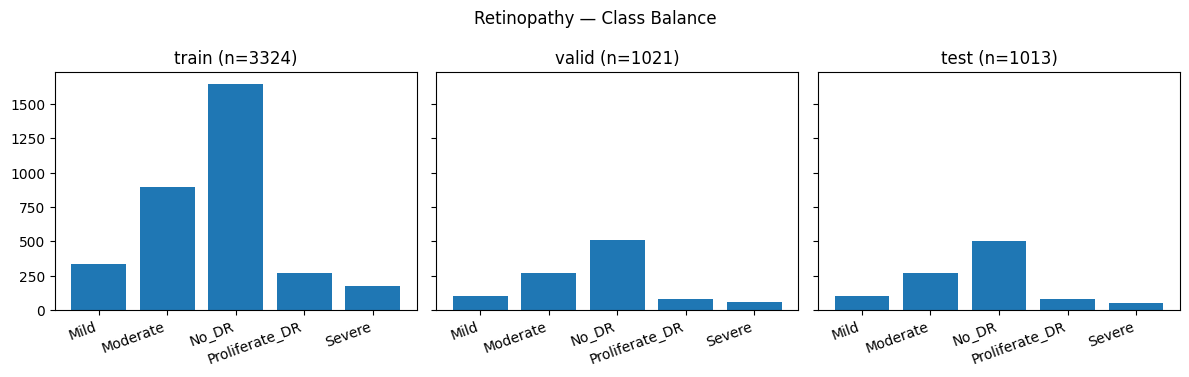 Retinopathy — Class Balance
train (n=3324)
valid (n=1021)
test (n=1013)
1500
1250
1000
750
500
250
0
Mild
Moderate
No_DR
Proliferate_DR
Severe
Mild
Moderate
No_DR
Proliferate_DR
Severe
Mild
Moderate
No_DR
Proliferate_DR
Severe